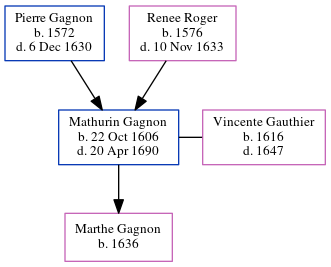 Pierre Gagnon
b. 1572
d. 6 Dec 1630
Renee Roger
b. 1576
d. 10 Nov 1633
Mathurin Gagnon
b. 22 Oct 1606
d. 20 Apr 1690
Vincente Gauthier
b. 1616
d. 1647
Marthe Gagnon
b. 1636